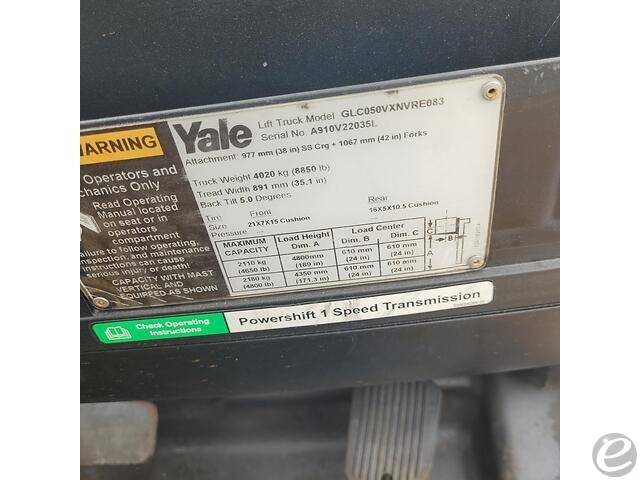 WARNING
Operators and
Mechanics Only
Read Operating
Manual located
on seat or in
operators
compartment
Failure to follow operating,
inspection, and maintenance
instructions can cause
serious injury or death
CAPACITY WITH MAST
VERTICAL AND
EQUIPPED AS SHOWN
Yale
Lift Truck Model GLC050VXNVRE083
Serial No. A910V22035L
Attachment: 977 mm (38 in) SS Crg + 1067 mm (42 in) Forks
Truck Weight 4020 kg (8850 lb)
Tread Width 891 mm (35.1 in)
Back Tilt 5.0 Degrees
Tire Front Rear
Size 21X7X15 Cushion 16X5X10.5 Cushion
Pressure -- --
MAXIMUM CAPACITY Load Height Dim. A Load Center Dim. B Dim. C
2110 kg (4650 lb) 4800mm (189 in) 610 mm (24 in) 610 mm (24 in)
2180 kg (4800 lb) 4350 mm (171.3 in) 610 mm (24 in) 610 mm (24 in)
C
B
A
Check Operating
Instructions
Powershift 1 Speed Transmission
e